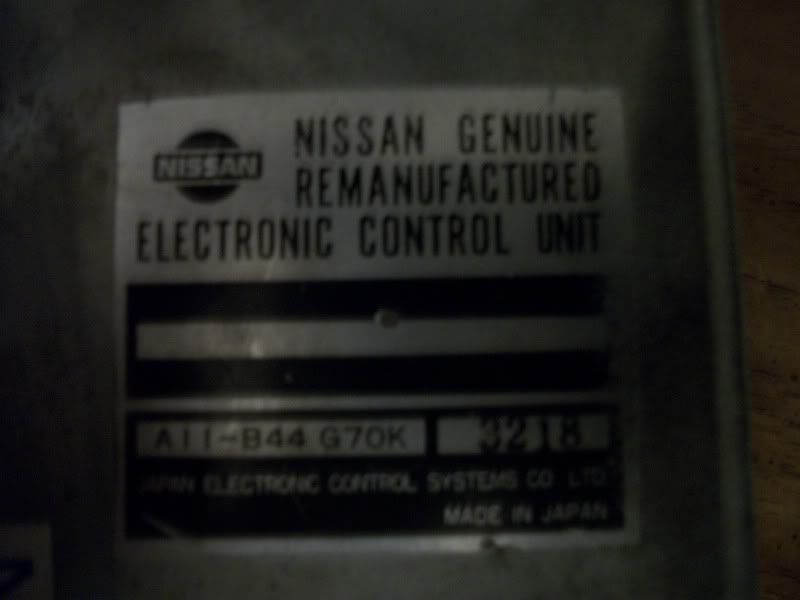 NISSAN
NISSAN GENUINE
REMANUFACTURED
ELECTRONIC CONTROL UNIT
A11-B44 G70K 3218
JAPAN ELECTRONIC CONTROL SYSTEMS CO LTD.
MADE IN JAPAN